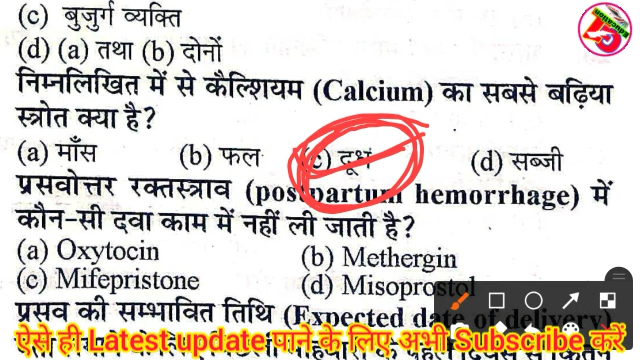 (c) बुजुर्ग व्यक्ति
(d) (a) तथा (b) दोनों
निम्नलिखित में से कैल्शियम (Calcium) का सबसे बढ़िया
स्त्रोत क्या है?
(a) माँस (b) फल (c) दूध (d) सब्जी
प्रसवोत्तर रक्तस्त्राव (postpartum hemorrhage) में
कौन-सी दवा काम में नहीं ली जाती है?
(a) Oxytocin (b) Methergin
(c) Mifepristone (d) Misoprostol
प्रसव की सम्भावित तिथि (Expected date of delivery)
ऐसे ही Latest update पाने के लिए अभी Subscribe करें